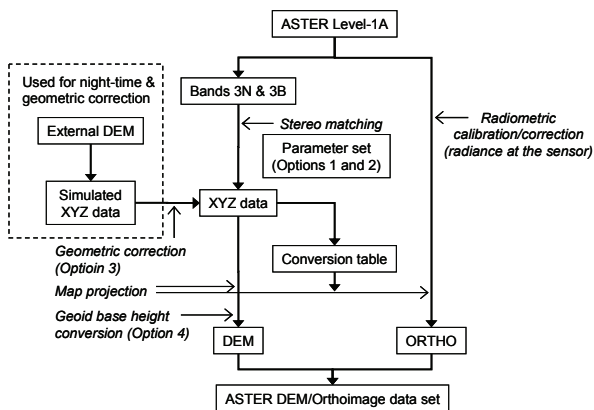 ASTER Level-1A
Used for night-time &
geometric correction
Bands 3N & 3B
External DEM
Stereo matching
Radiometric
calibration/correction
(radiance at the sensor)
Parameter set
(Options 1 and 2)
Simulated
XYZ data
XYZ data
Geometric correction
(Optioin 3)
Conversion table
Map projection
Geoid base height
conversion (Option 4)
DEM
ORTHO
ASTER DEM/Orthoimage data set